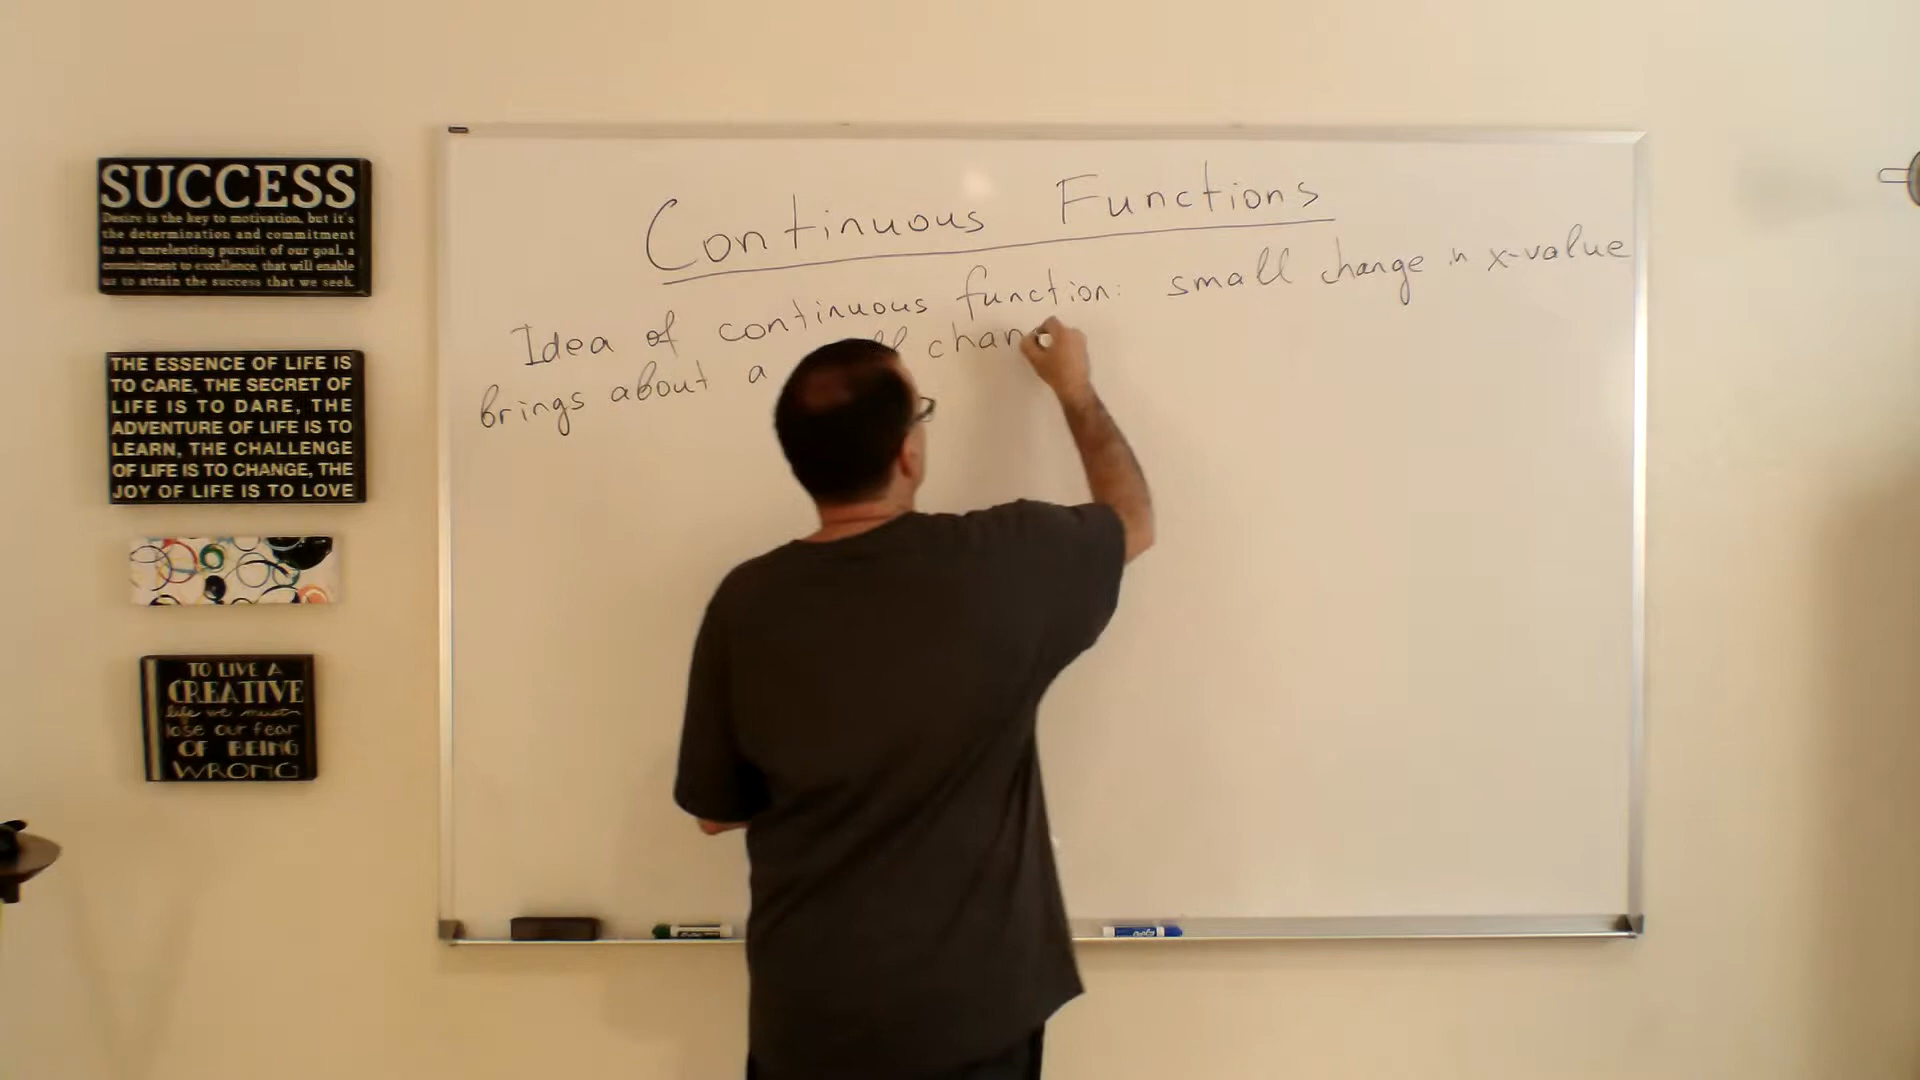 SUCCESS
Desire is the key to motivation, but it's
the determination and commitment
to an unrelenting pursuit of our goal, a
commitment to excellence, that will enable
us to attain the success that we seek.
THE ESSENCE OF LIFE IS
TO CARE, THE SECRET OF
LIFE IS TO DARE, THE
ADVENTURE OF LIFE IS TO
LEARN, THE CHALLENGE
OF LIFE IS TO CHANGE, THE
JOY OF LIFE IS TO LOVE
TO LIVE A
CREATIVE
life we must
lose our fear
OF BEING
WRONG
Continuous Functions
Idea of continuous function: small change in x-value
brings about a chan